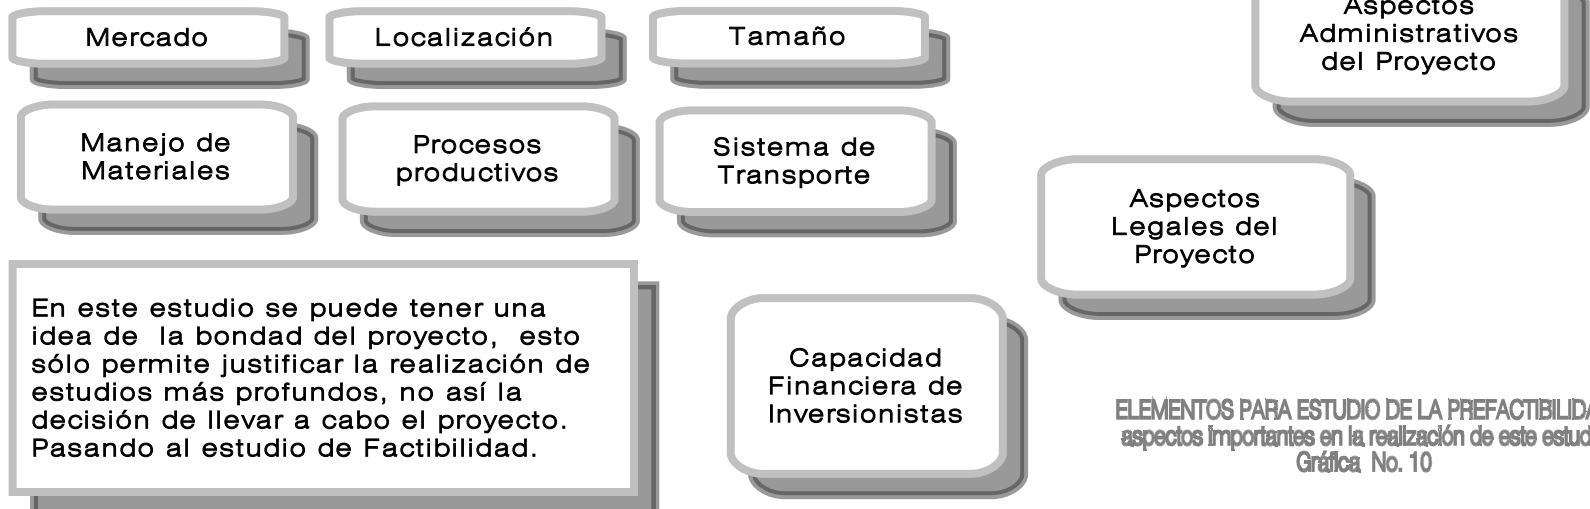 Mercado
Localización
Tamaño
Aspectos
Administrativos
del Proyecto
Manejo de
Materiales
Procesos
productivos
Sistema de
Transporte
Aspectos
Legales del
Proyecto
En este estudio se puede tener una
idea de la bondad del proyecto, esto
sólo permite justificar la realización de
estudios más profundos, no así la
decisión de llevar a cabo el proyecto.
Pasando al estudio de Factibilidad.
Capacidad
Financiera de
Inversionistas
ELEMENTOS PARA ESTUDIO DE LA
aspectos importantes en la realización de este
Gráfica No. 10